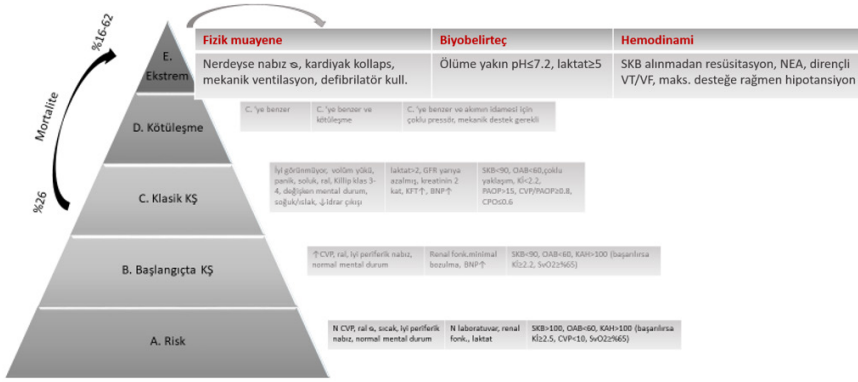 %16-62
Mortalite
%26
E.
Ekstrem
D. Kötüleşme
C. Klasik KŞ
B. Başlangıçta KŞ
A. Risk
Fizik muayene
Biyobelirteç
Hemodinami
Nerdeyse nabız ⦰, kardiyak kollaps,
mekanik ventilasyon, defibrilatör kull.
Ölüme yakın pH≤7.2, laktat≥5
SKB alınmadan resüsitasyon, NEA, dirençli
VT/VF, maks. desteğe rağmen hipotansiyon
C. 'ye benzer
C. 'ye benzer ve
kötüleşme
C. 'ye benzer ve akımın idamesi için
çoklu pressör, mekanik destek gerekli
İyi görünmüyor, volüm yükü,
panik, soluk, ral, Killip klas 3-
4, değişken mental durum,
soğuk/ıslak, ↓idrar çıkışı
laktat>2, GFR yarıya
azalmış, kreatinin 2
kat, KFT↑, BNP↑
SKB<90, OAB<60,çoklu
yaklaşım, Kİ<2.2,
PAOP>15, CVP/PAOP≥0.8,
CPO≤0.6
↑CVP, ral, iyi periferik nabız,
normal mental durum
Renal fonk.minimal
bozulma, BNP↑
SKB<90, OAB<60, KAH>100 (başarılırsa
Kİ≥2.2, SvO2≥%65)
N CVP, ral ⦰, sıcak, iyi periferik
nabız, normal mental durum
N laboratuvar, renal
fonk., laktat
SKB>100, OAB<60, KAH>100 (başarılırsa
Kİ≥2.5, CVP<10, SvO2≥%65)